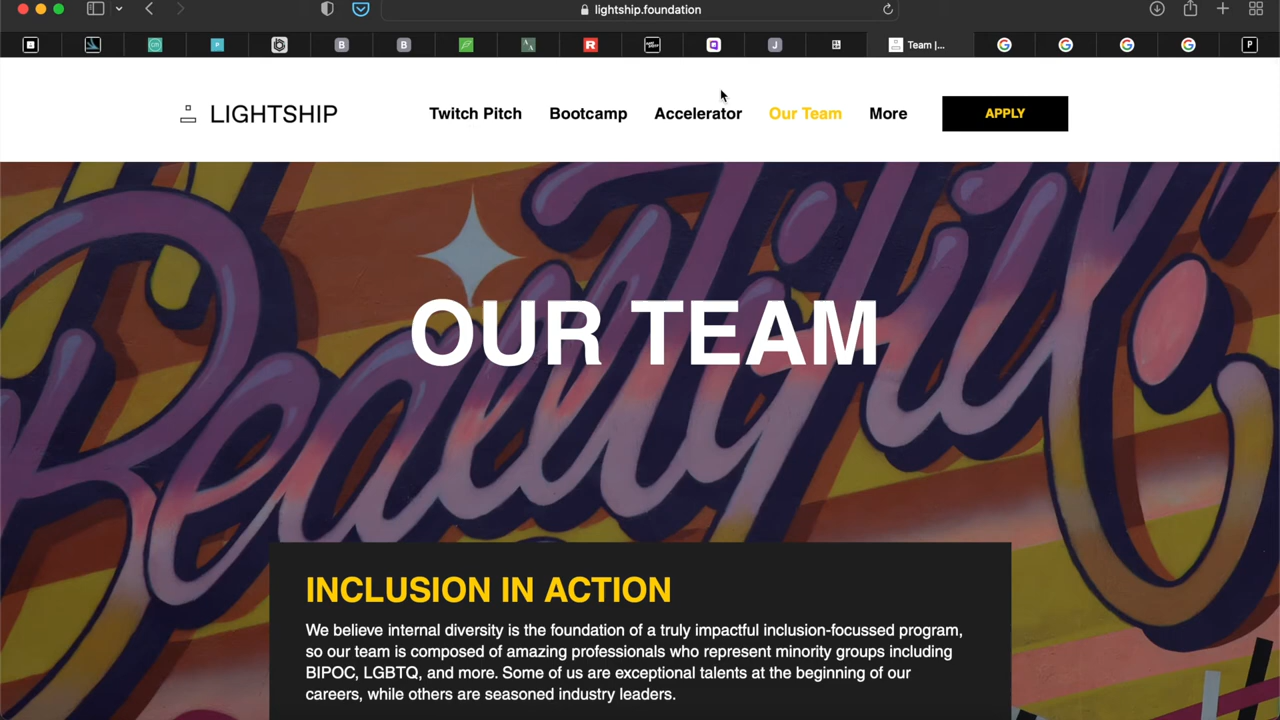 lightship.foundation
Team |...
LIGHTSHIP
Twitch Pitch
Bootcamp
Accelerator
Our Team
More
APPLY
Beautiful
OUR TEAM
INCLUSION IN ACTION
We believe internal diversity is the foundation of a truly impactful inclusion-focussed program,
so our team is composed of amazing professionals who represent minority groups including
BIPOC, LGBTQ, and more. Some of us are exceptional talents at the beginning of our
careers, while others are seasoned industry leaders.